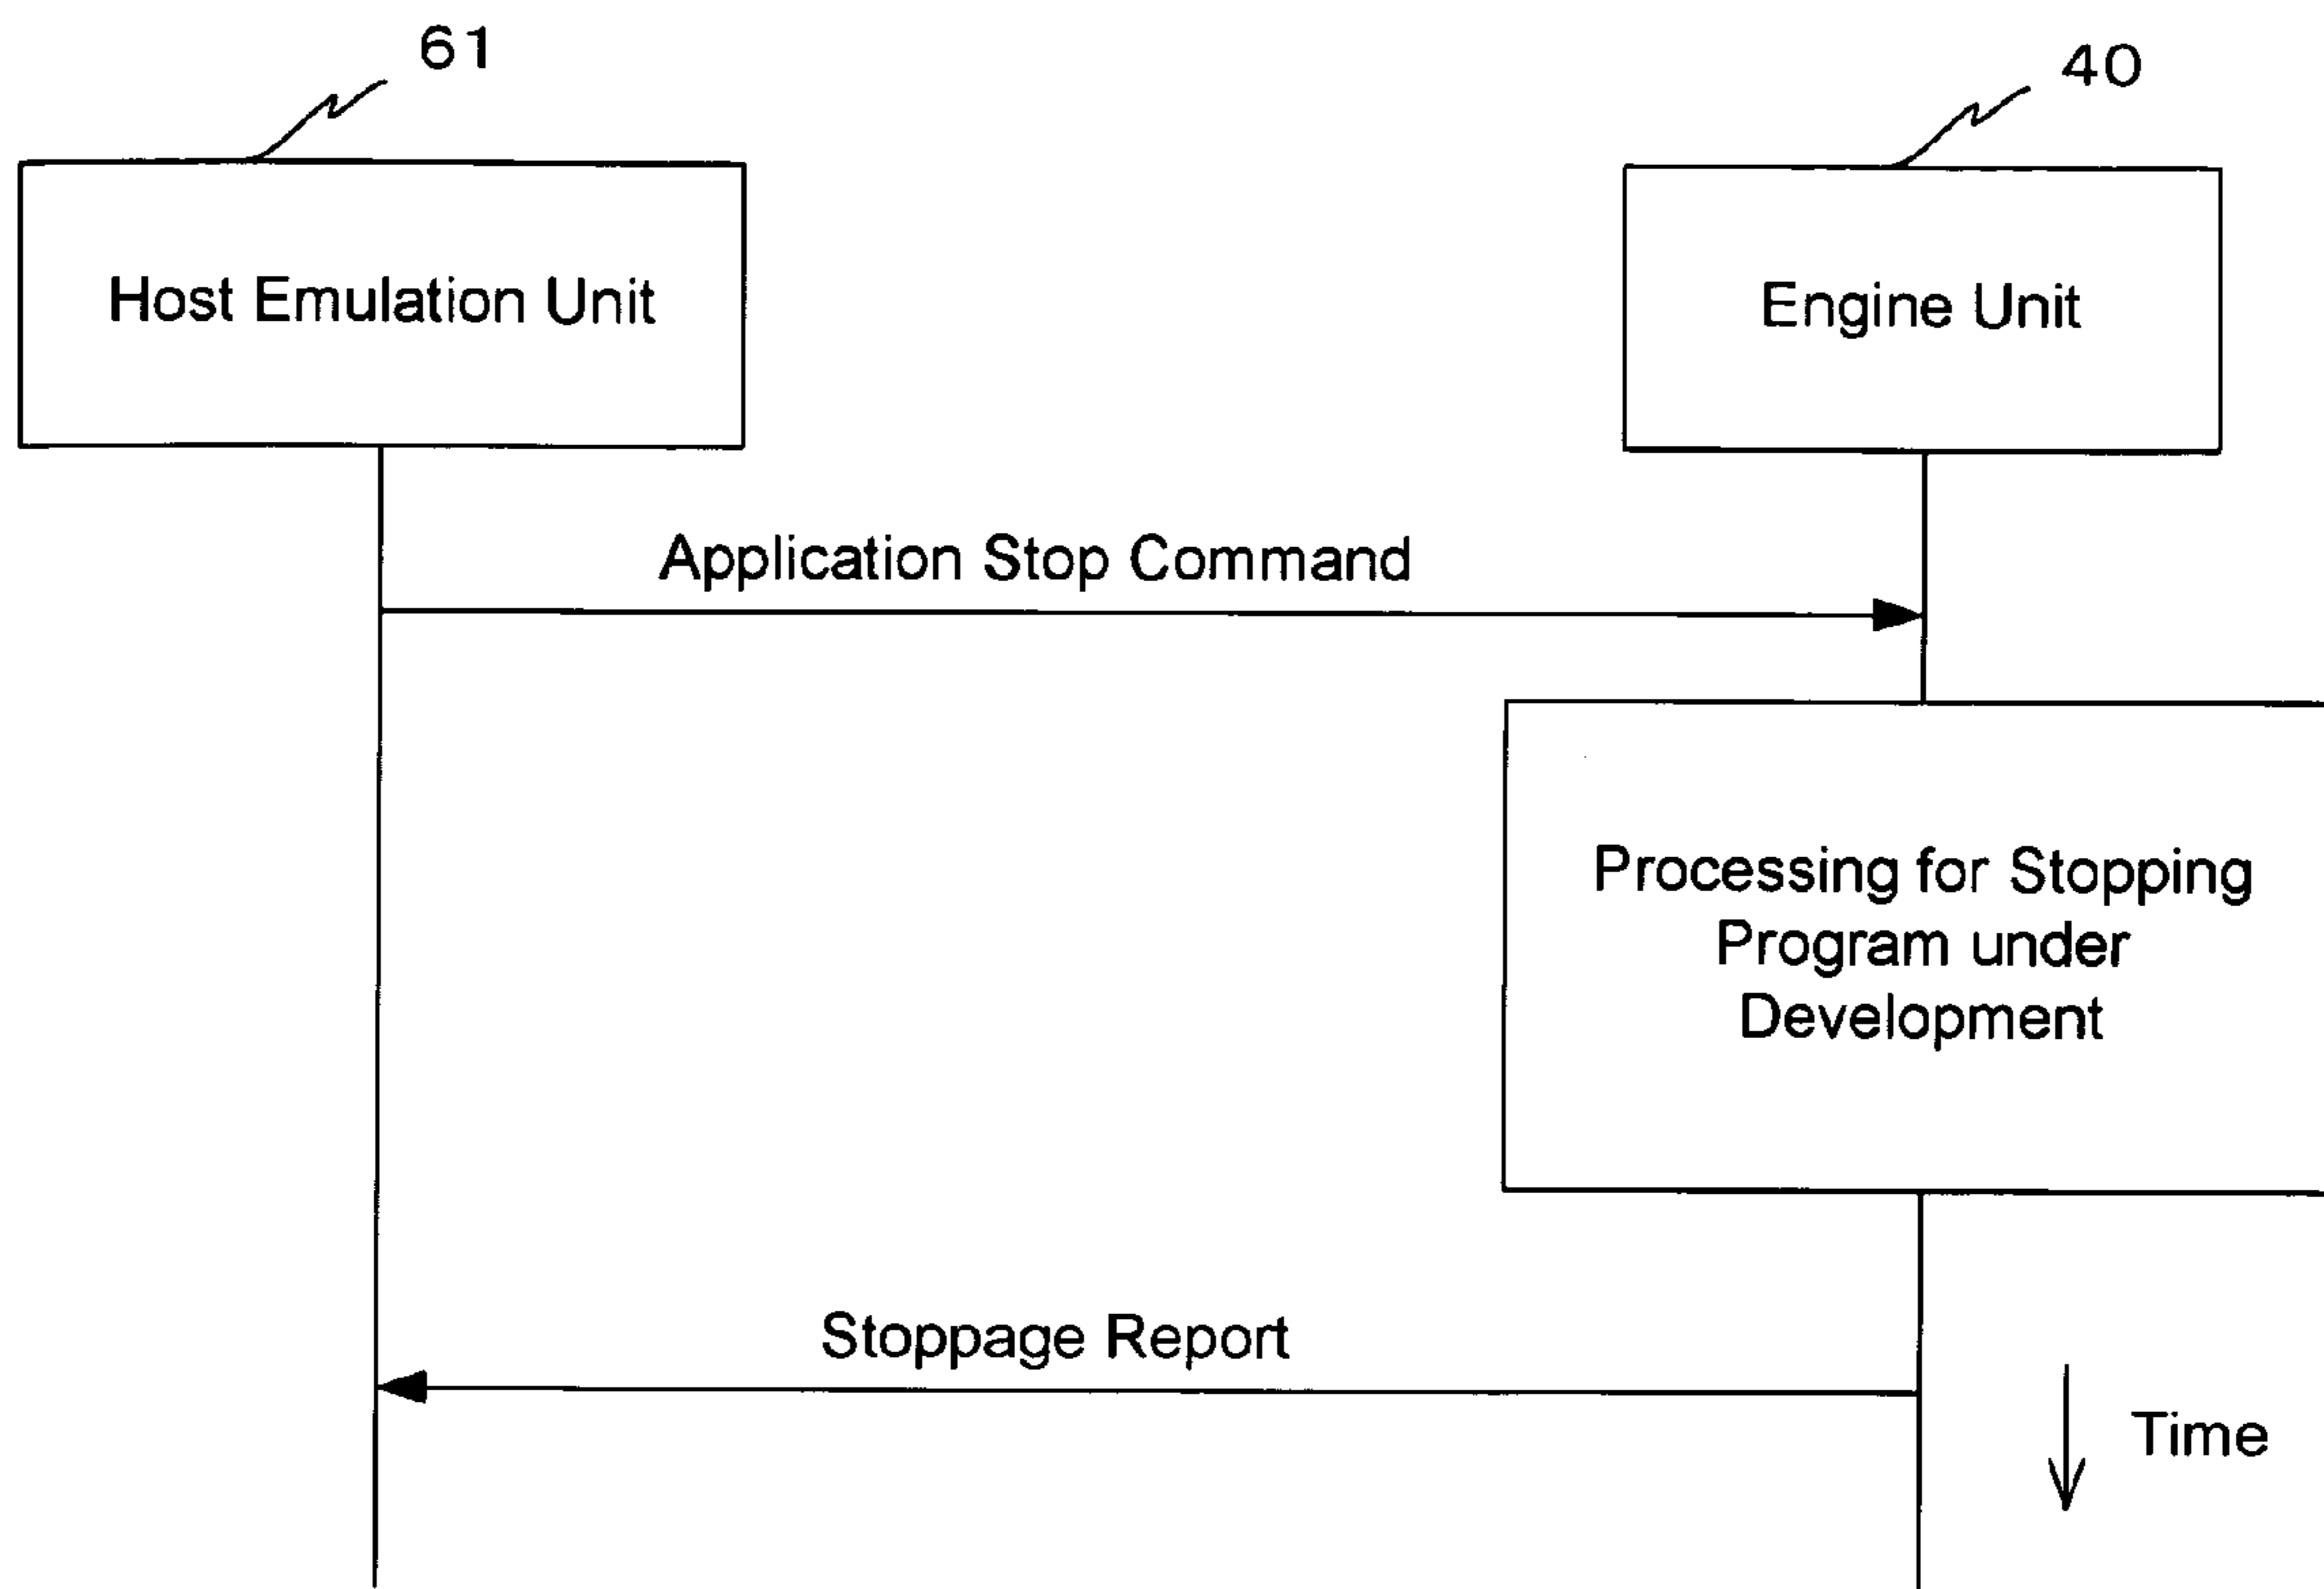 61
40
Host Emulation Unit
Engine Unit
Application Stop Command
Processing for Stopping
Program under
Development
Stoppage Report
Time